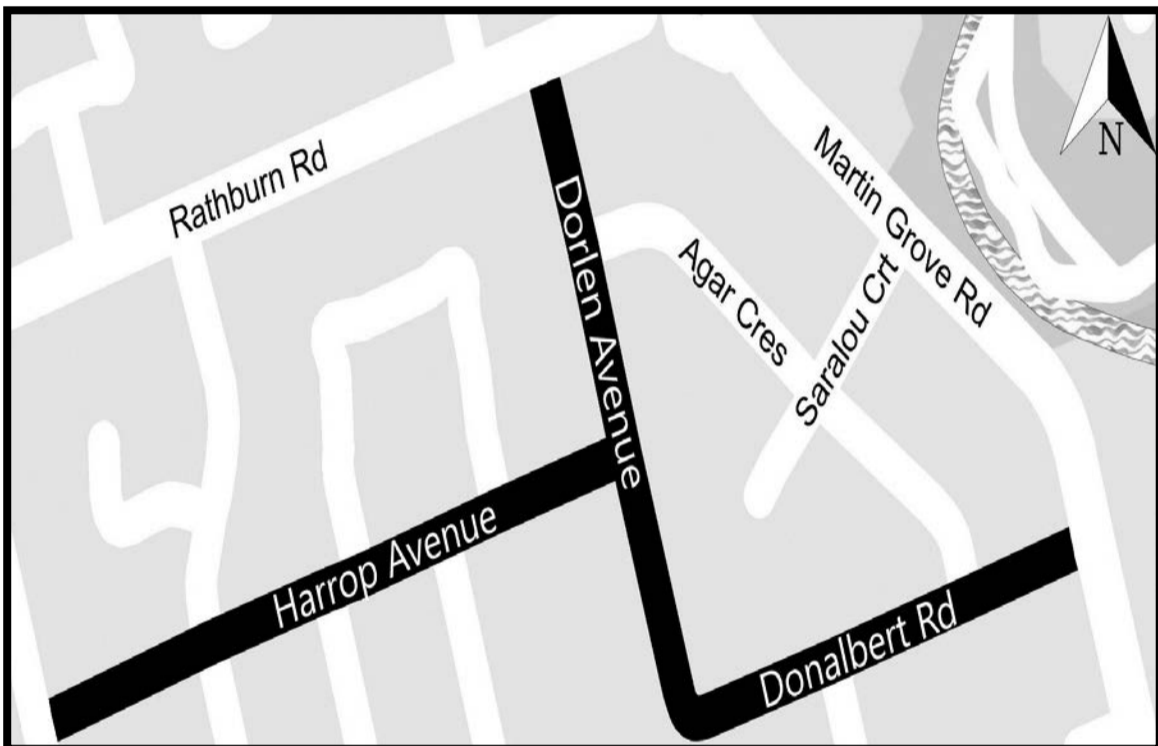 N
Rathburn Rd
Dorlen Avenue
Martin Grove Rd
Agar Cres
Saralou Crt
Harrop Avenue
Donalbert Rd